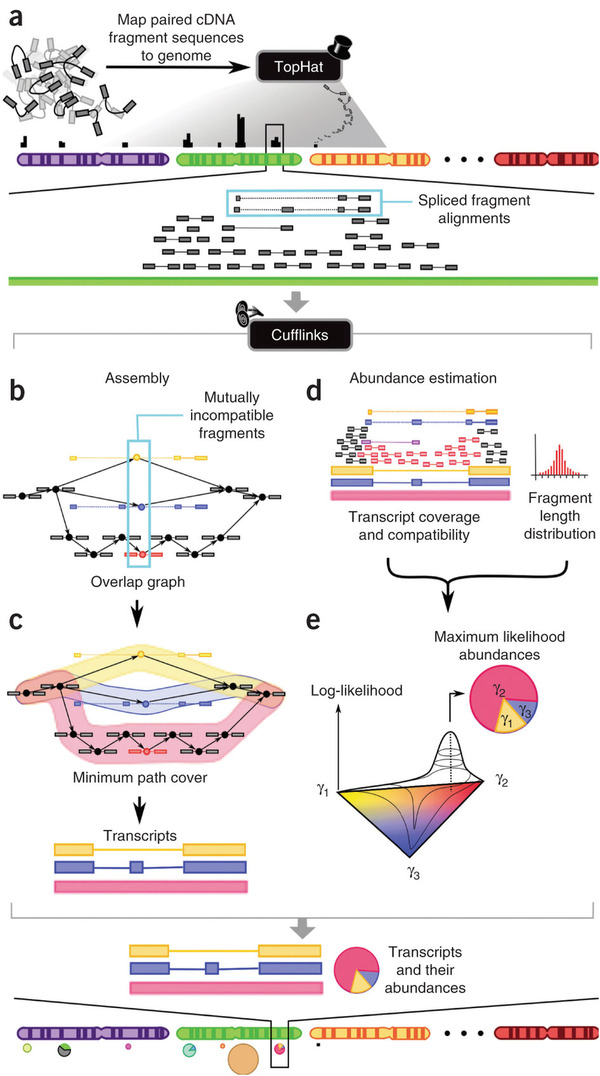 a
Map paired cDNA
fragment sequences
to genome
TopHat
Spliced fragment
alignments
Cufflinks
b
Assembly
Mutually
incompatible
fragments
Overlap graph
c
Minimum path cover
Transcripts
d
Abundance estimation
Transcript coverage
and compatibility
Fragment
length
distribution
e
Maximum likelihood
abundances
Log-likelihood
γ2
γ1
γ3
γ1
γ2
γ3
Transcripts
and their
abundances